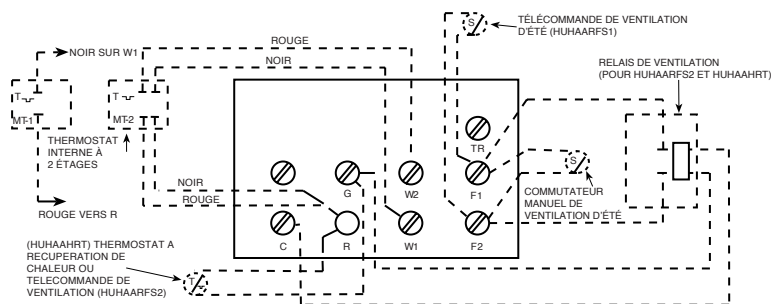 TÉLÉCOMMANDE DE VENTILATION
D'ÉTÉ (HUHAARFS1)
S
NOIR SUR W1
ROUGE
NOIR
RELAIS DE VENTILATION
(POUR HUHAARFS2 ET HUHAAHRT)
T
MT-1
T
MT-2
THERMOSTAT
INTERNE À
2 ÉTAGES
TR
G
W2
F1
S
COMMUTATEUR
MANUEL DE
VENTILATION D'ÉTÉ
NOIR
ROUGE
ROUGE VERS R
C
R
W1
F2
(HUHAAHRT) THERMOSTAT A
RECUPERATION DE
CHALEUR OU
TELECOMMANDE DE
VENTILATION (HUHAARFS2)
T